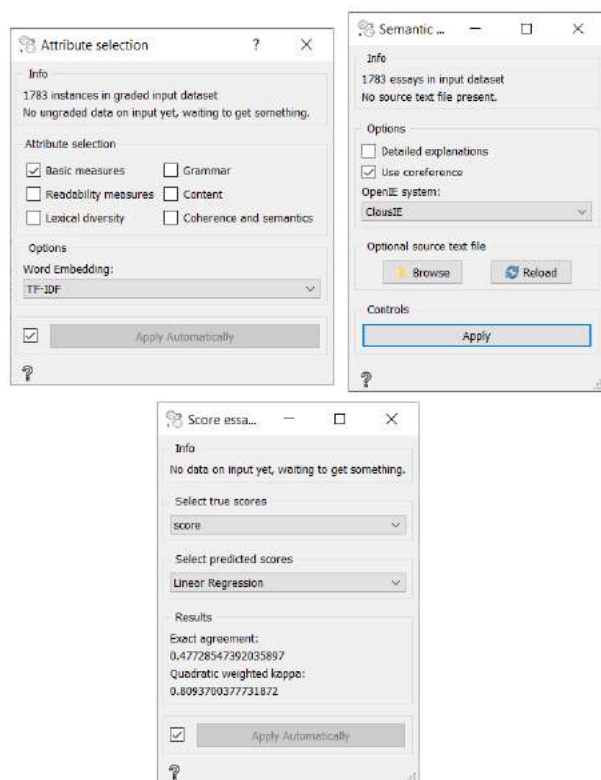 Attribute selection
Info
1783 instances in graded input dataset
No ungraded data on input yet, waiting to get something.
Attribute selection
Basic measures
Grammar
Readability measures
Content
Lexical diversity
Coherence and semantics
Options
Word Embedding:
TF-IDF
Apply Automatically
?
Semantic ...
Info
1783 essays in input dataset
No source text file present.
Options
Detailed explanations
Use coreference
OpenIE system:
ClausIE
Optional source text file
Browse
Reload
Controls
Apply
?
Score essa...
Info
No data on input yet, waiting to get something.
Select true scores
score
Select predicted scores
Linear Regression
Results
Exact agreement:
0.47728547392035897
Quadratic weighted kappa:
0.8093700377731872
Apply Automatically
?